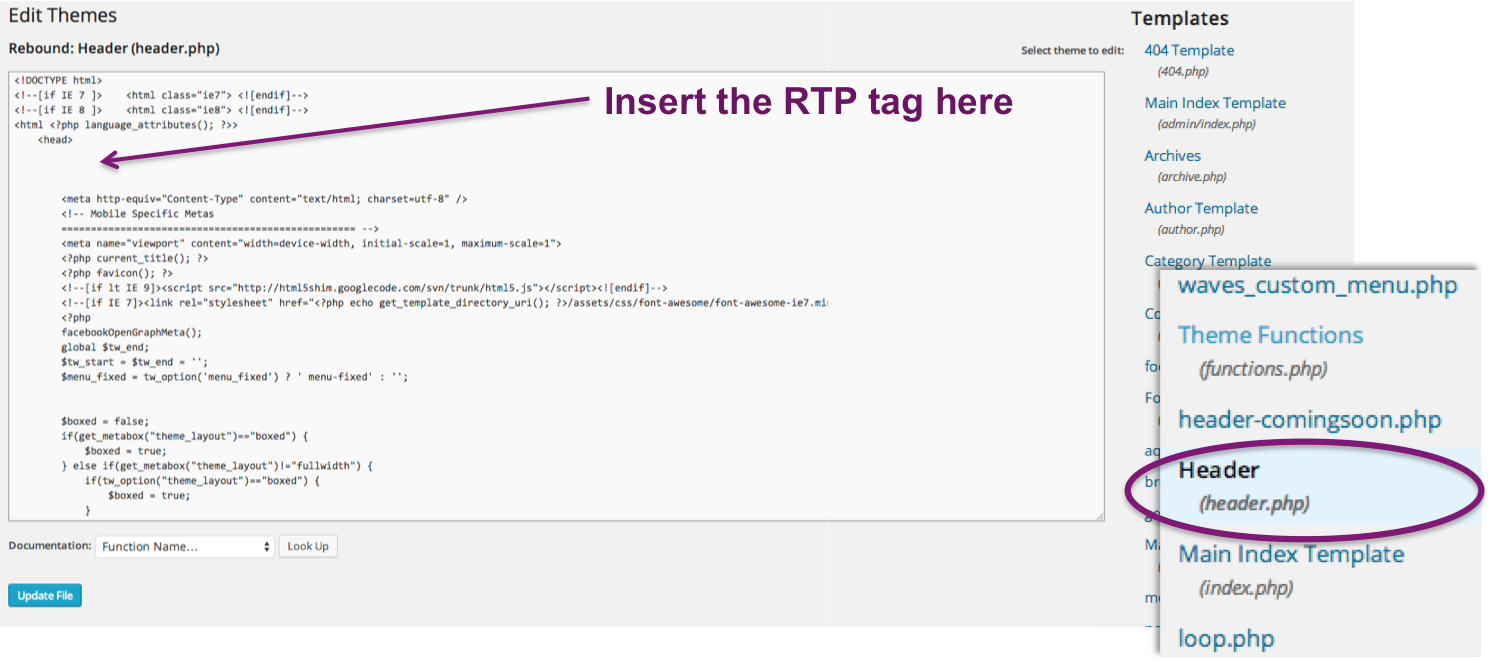 Edit Themes
Rebound: Header (header.php)
Select theme to edit:
<!DOCTYPE html>
<!--[if IE 7 ]>    <html class="ie7"> <![endif]-->
<!--[if IE 8 ]>    <html class="ie8"> <![endif]-->
<html <?php language_attributes(); ?>>
<head>
Insert the RTP tag here
<meta http-equiv="Content-Type" content="text/html; charset=utf-8" />
<!-- Mobile Specific Metas
================================================== -->
<meta name="viewport" content="width=device-width, initial-scale=1, maximum-scale=1">
<?php current_title(); ?>
<?php favicon(); ?>
<!--[if lt IE 9]><script src="http://html5shim.googlecode.com/svn/trunk/html5.js"></script><![endif]-->
<!--[if IE 7]><link rel="stylesheet" href="<?php echo get_template_directory_uri(); ?>/assets/css/font-awesome/font-awesome-ie7.mi
<?php
facebookOpenGraphMeta();
global $tw_end;
$tw_start = $tw_end = '';
$menu_fixed = tw_option('menu_fixed') ? ' menu-fixed' : '';
$boxed = false;
if(get_metabox("theme_layout")=="boxed") {
$boxed = true;
} else if(get_metabox("theme_layout")!="fullwidth") {
if(tw_option("theme_layout")=="boxed") {
$boxed = true;
}
Documentation: Function Name... Look Up
Update File
Templates
404 Template
(404.php)
Main Index Template
(admin/index.php)
Archives
(archive.php)
Author Template
(author.php)
Category Template
waves_custom_menu.php
Theme Functions
(functions.php)
header-comingsoon.php
Header
(header.php)
Main Index Template
(index.php)
loop.php